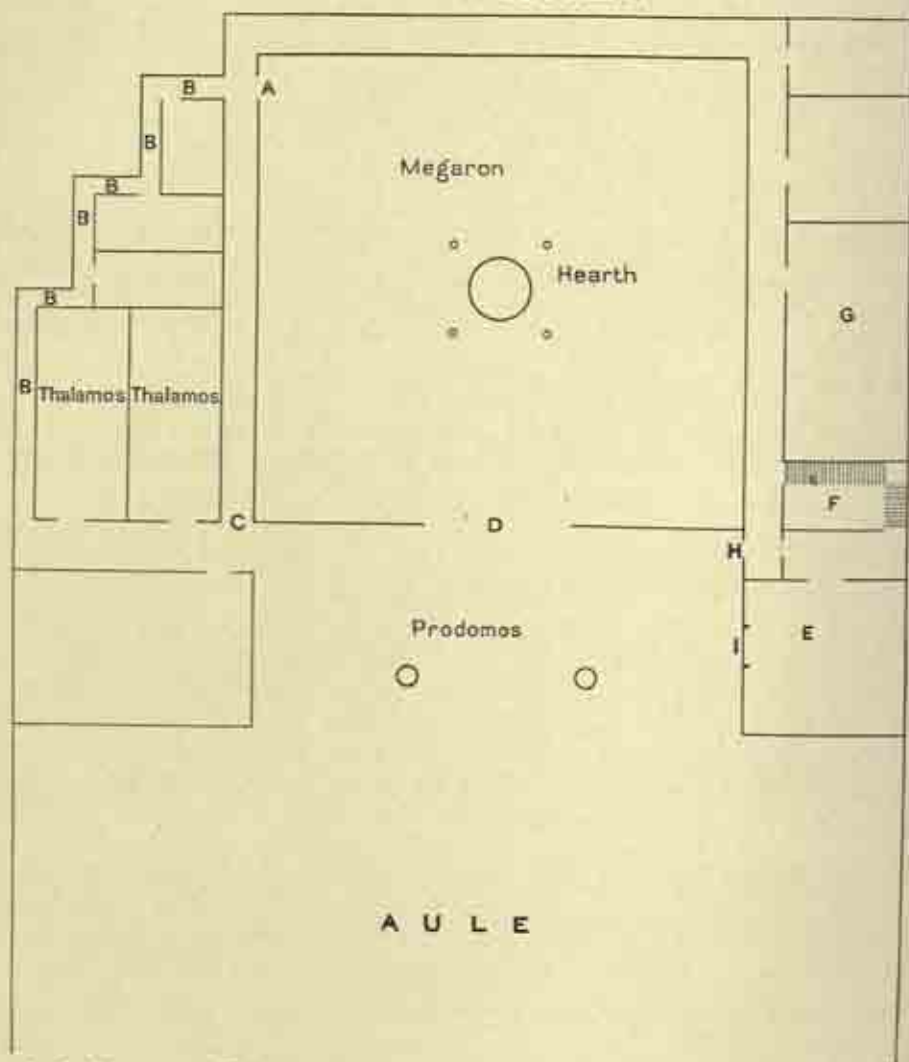 B A
B Megaron
B
B
Hearth
B
G
B Thalamos Thalamos
F
C D
H
Prodomos E
I
AULE